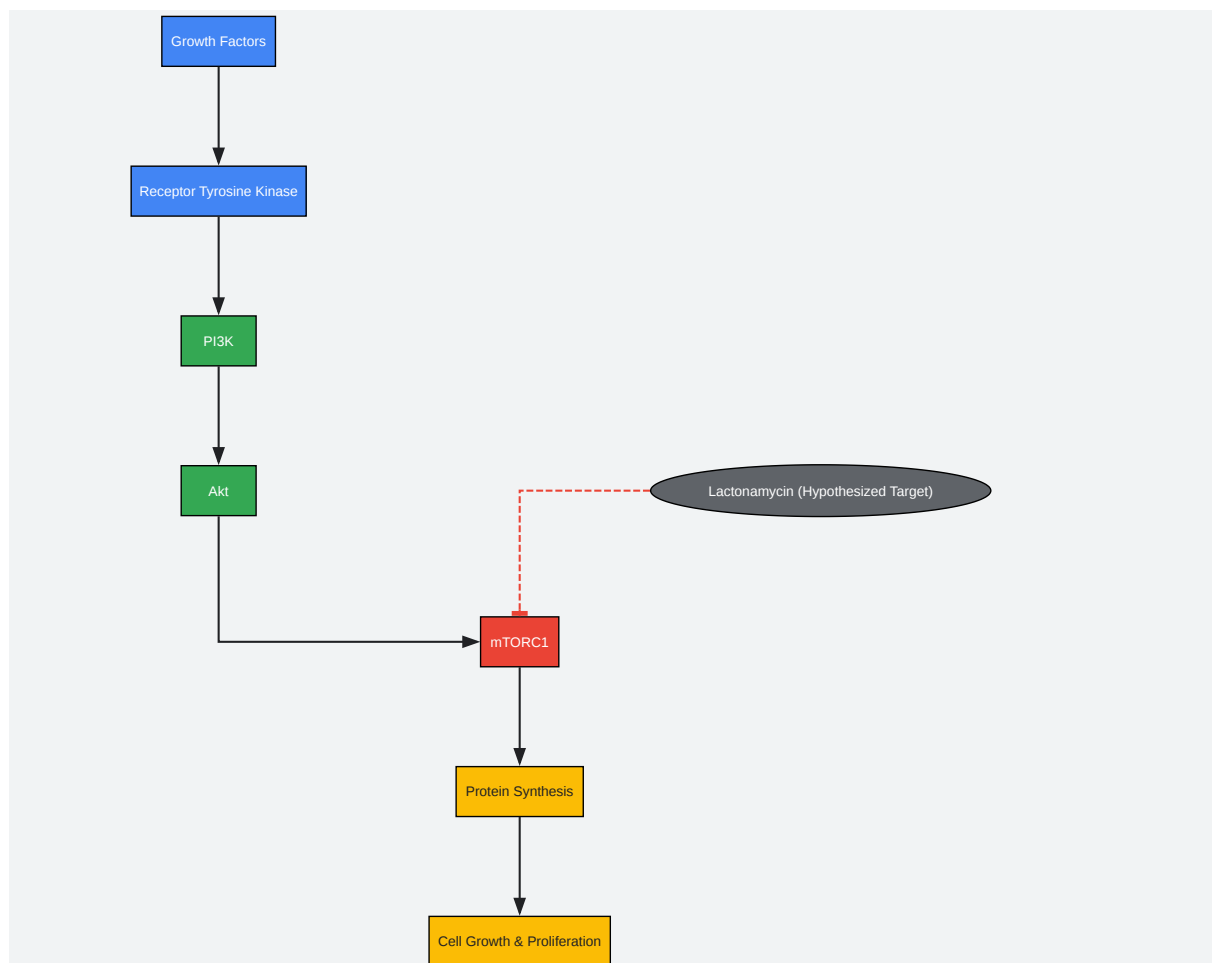 Growth Factors
Receptor Tyrosine Kinase
PI3K
Akt
Lactonamycin (Hypothesized Target)
mTORC1
Protein Synthesis
Cell Growth & Proliferation